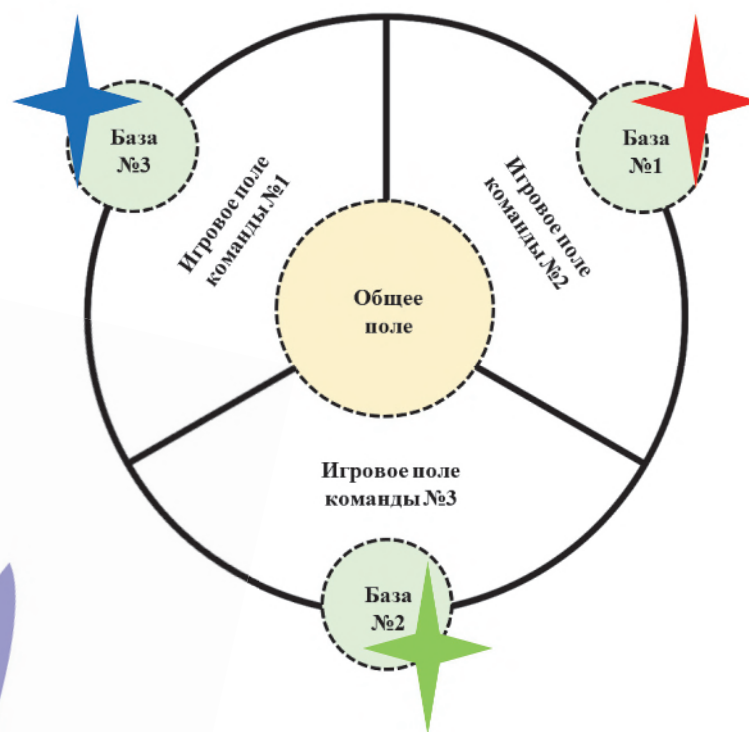 База
№3
Игровое поле
команды №1
Игровое поле
команды №2
База
№1
Общее
поле
Игровое поле
команды №3
База
№2